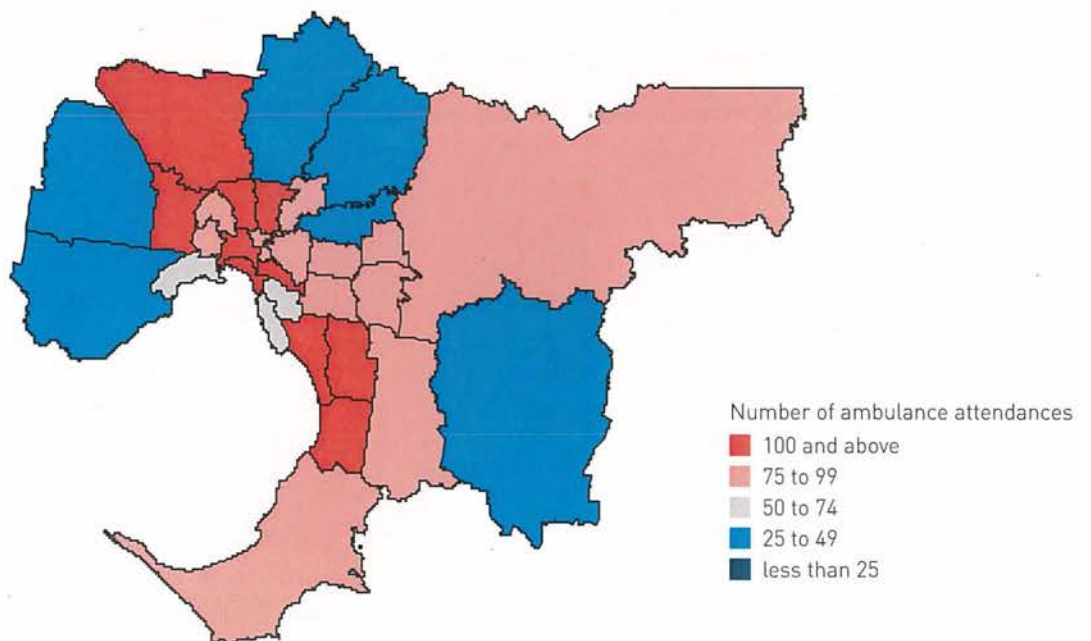 Number of ambulance attendances
100 and above
75 to 99
50 to 74
25 to 49
less than 25